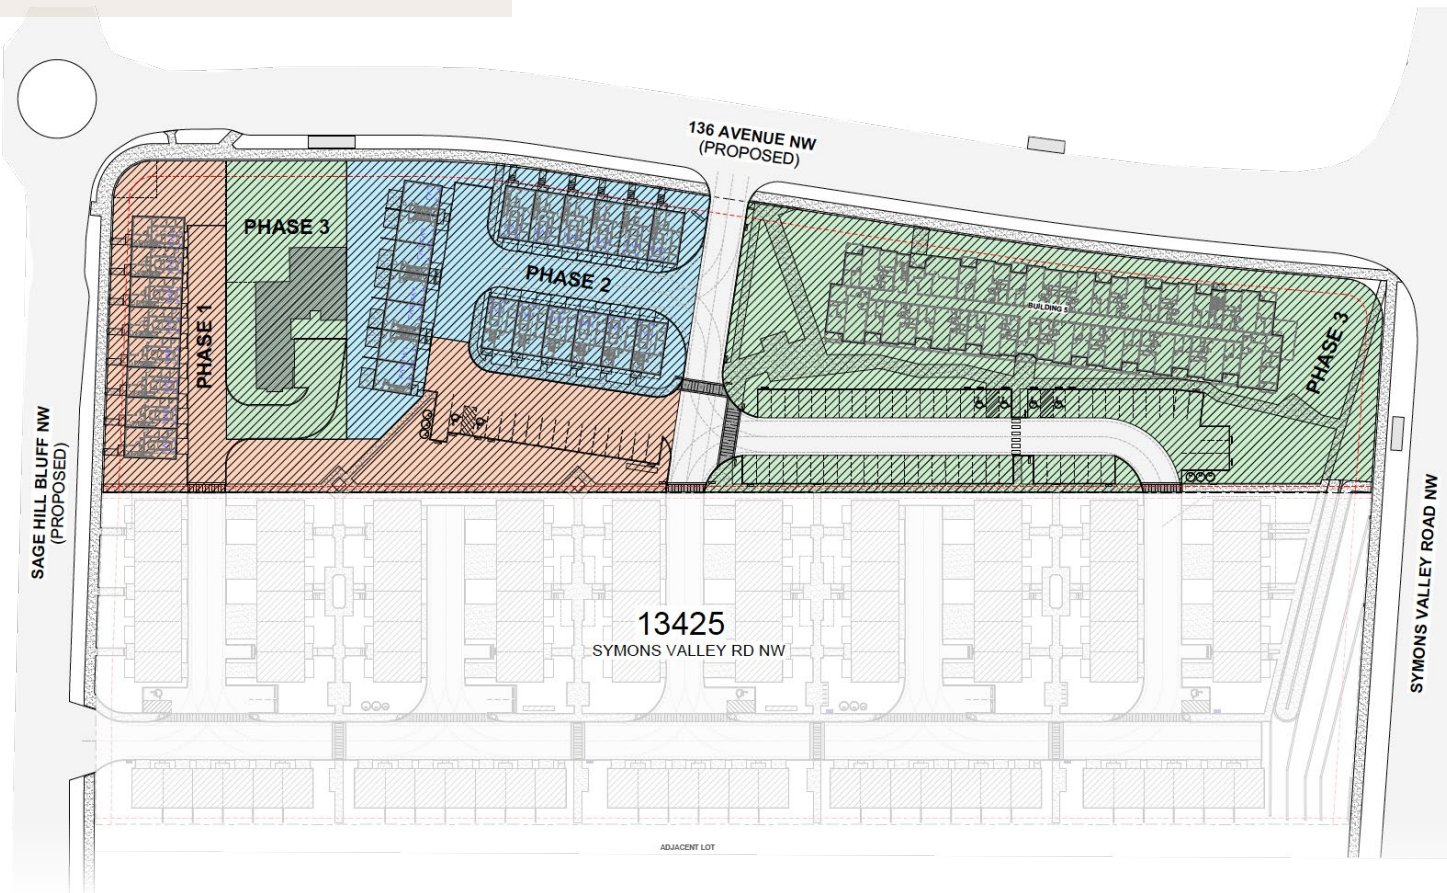 136 AVENUE NW
(PROPOSED)
PHASE 3
PHASE 2
PHASE 1
PHASE 3
SAGE HILL BLUFF NW
(PROPOSED)
SYMONS VALLEY ROAD NW
13425
SYMONS VALLEY RD NW
ADJACENT LOT